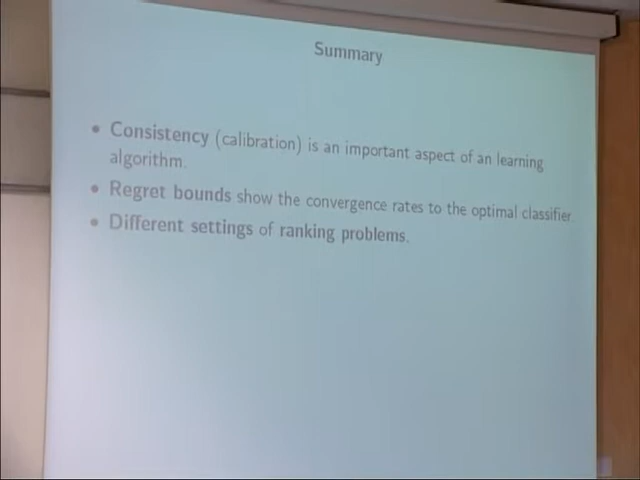 Summary
• Consistency (calibration) is an important aspect of an learning
algorithm.
• Regret bounds show the convergence rates to the optimal classifier
• Different settings of ranking problems.